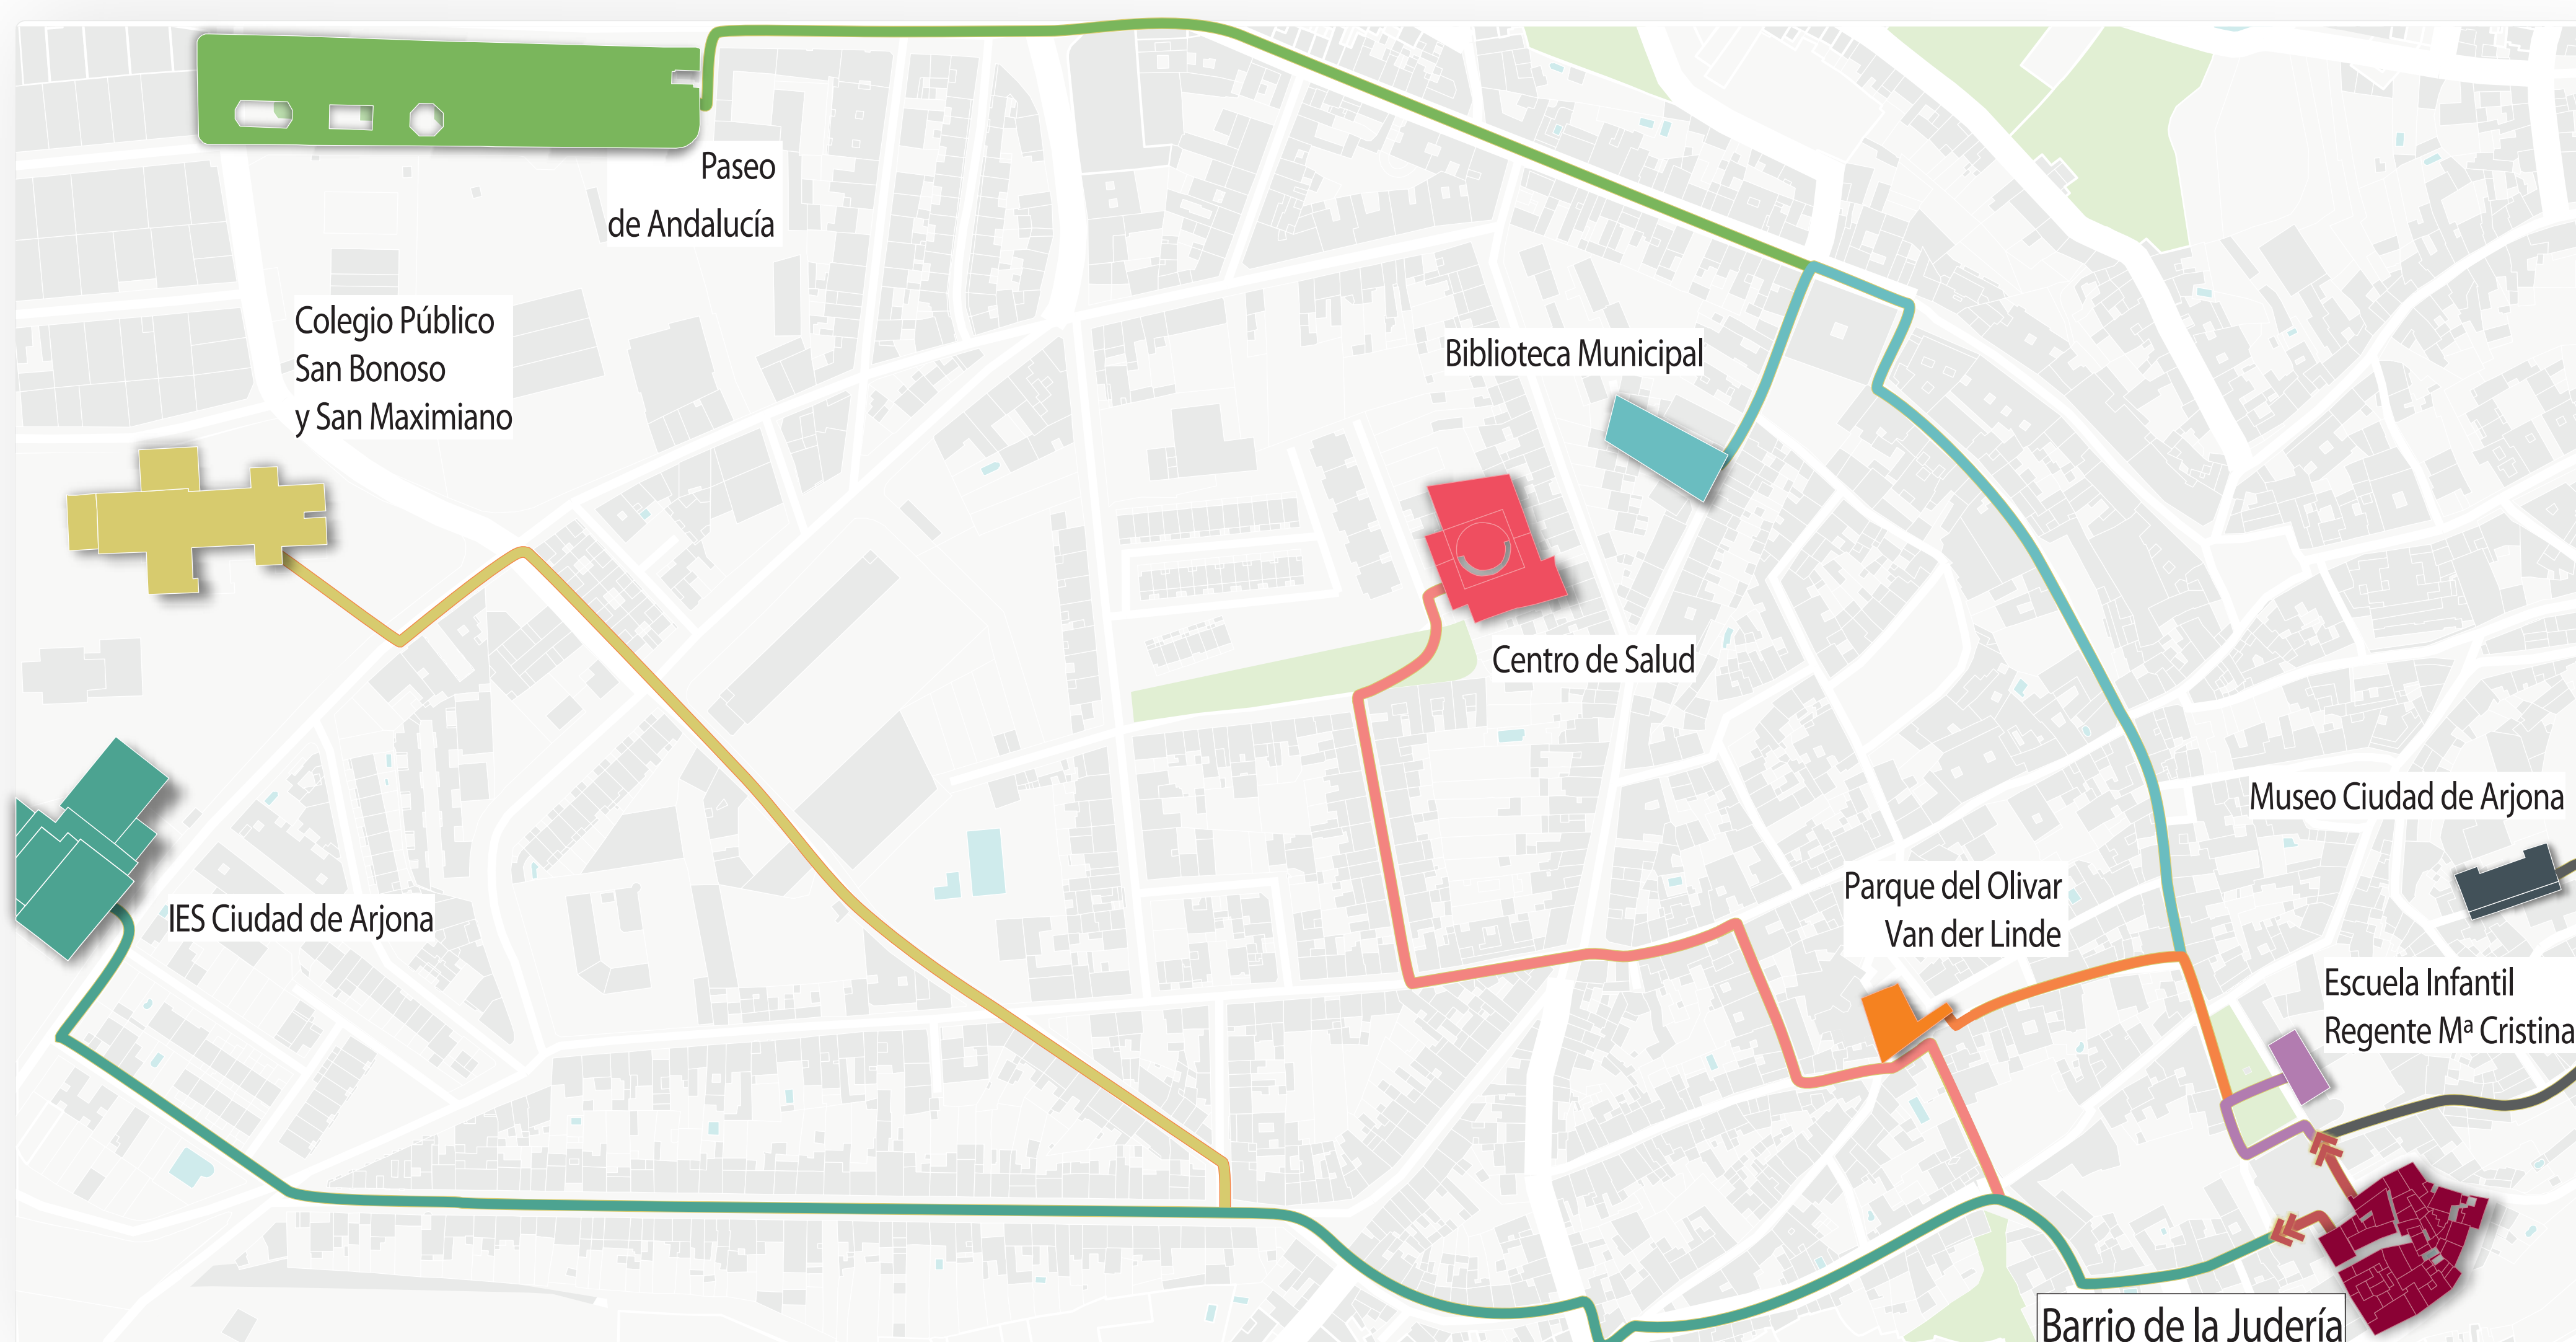 Paseo
de Andalucía
Colegio Público
San Bonoso
y San Maximiano
Biblioteca Municipal
Centro de Salud
Museo Ciudad de Arjona
Parque del Olivar
Van der Linde
IES Ciudad de Arjona
Escuela Infantil
Regente Mª Cristina
Barrio de la Judería